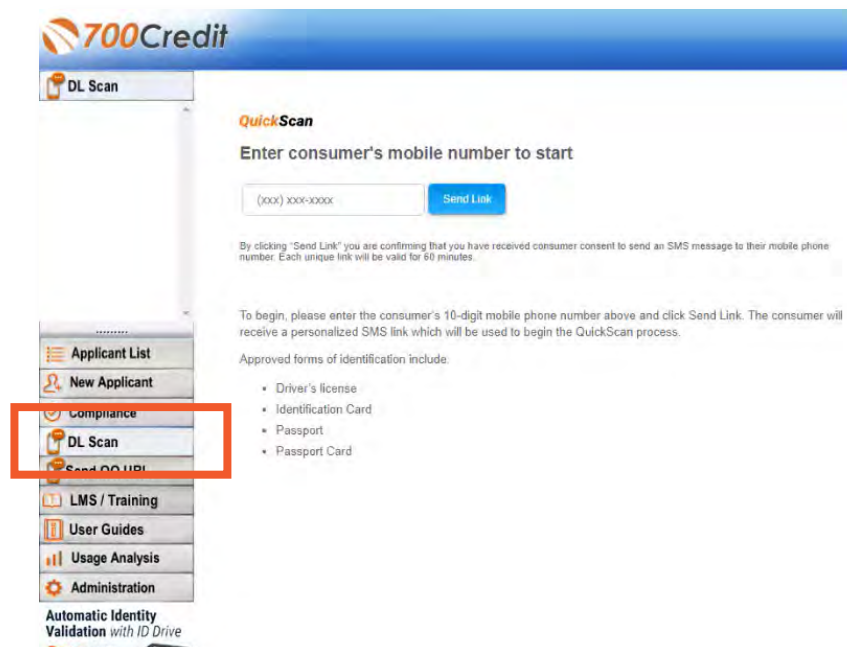 700Credit
DL Scan
QuickScan
Enter consumer's mobile number to start
(xxx) xxx-xxxx
Send Link
By clicking "Send Link" you are confirming that you have received consumer consent to send an SMS message to their mobile phone
number. Each unique link will be valid for 60 minutes.
To begin, please enter the consumer's 10-digit mobile phone number above and click Send Link. The consumer will
receive a personalized SMS link which will be used to begin the QuickScan process.
Approved forms of identification include:
Driver's license
Identification Card
Passport
Passport Card
Applicant List
New Applicant
Compliance
DL Scan
Send QQ URL
LMS / Training
User Guides
Usage Analysis
Administration
Automatic Identity
Validation with ID Drive